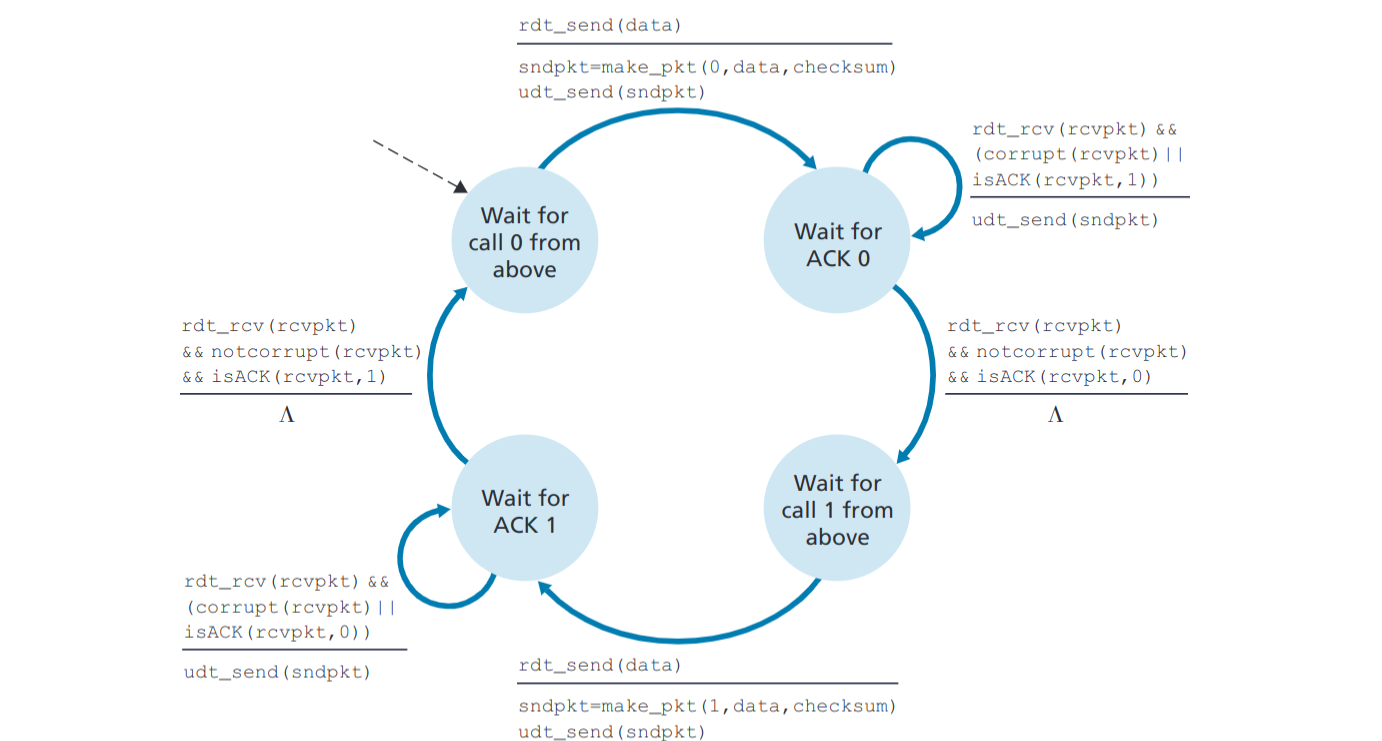 rdt_send(data)
sndpkt=make_pkt(0,data,checksum)
udt_send(sndpkt)
rdt_rcv(rcvpkt) &&
(corrupt(rcvpkt)||
isACK(rcvpkt,1))
udt_send(sndpkt)
Wait for
call 0 from
above
Wait for
ACK 0
rdt_rcv(rcvpkt)
&& notcorrupt(rcvpkt)
&& isACK(rcvpkt,1)
Λ
rdt_rcv(rcvpkt)
&& notcorrupt(rcvpkt)
&& isACK(rcvpkt,0)
Λ
Wait for
ACK 1
Wait for
call 1 from
above
rdt_rcv(rcvpkt) &&
(corrupt(rcvpkt)||
isACK(rcvpkt,0))
udt_send(sndpkt)
rdt_send(data)
sndpkt=make_pkt(1,data,checksum)
udt_send(sndpkt)